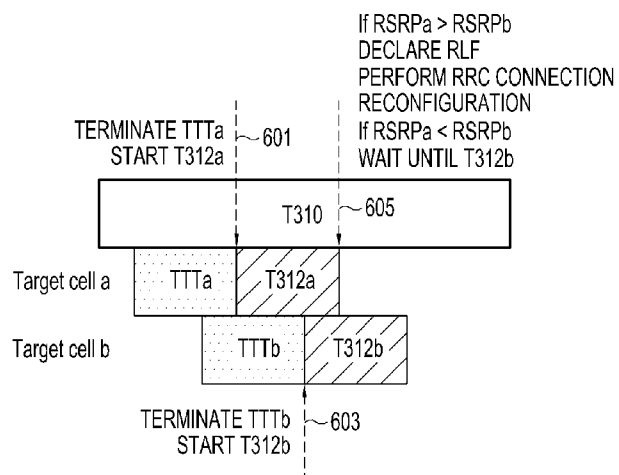 If RSRPa > RSRPb
DECLARE RLF
PERFORM RRC CONNECTION
RECONFIGURATION
If RSRPa < RSRPb
WAIT UNTIL T312b
TERMINATE TTTa
START T312a
601
T310
605
Target cell a
TTTa
T312a
Target cell b
TTTb
T312b
TERMINATE TTTb
START T312b
603